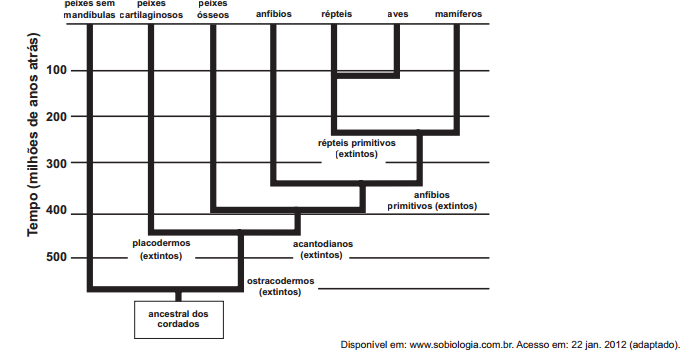 peixes sem
mandíbulas
peixes
cartilaginosos
peixes
ósseos
anfíbios
répteis
aves
mamíferos
Tempo (milhões de anos atrás)
100
200
300
400
500
répteis primitivos
(extintos)
anfíbios
primitivos (extintos)
placodermos
(extintos)
acantodianos
(extintos)
ostracodermos
(extintos)
ancestral dos
cordados
Disponível em: www.sobiologia.com.br. Acesso em: 22 jan. 2012 (adaptado).